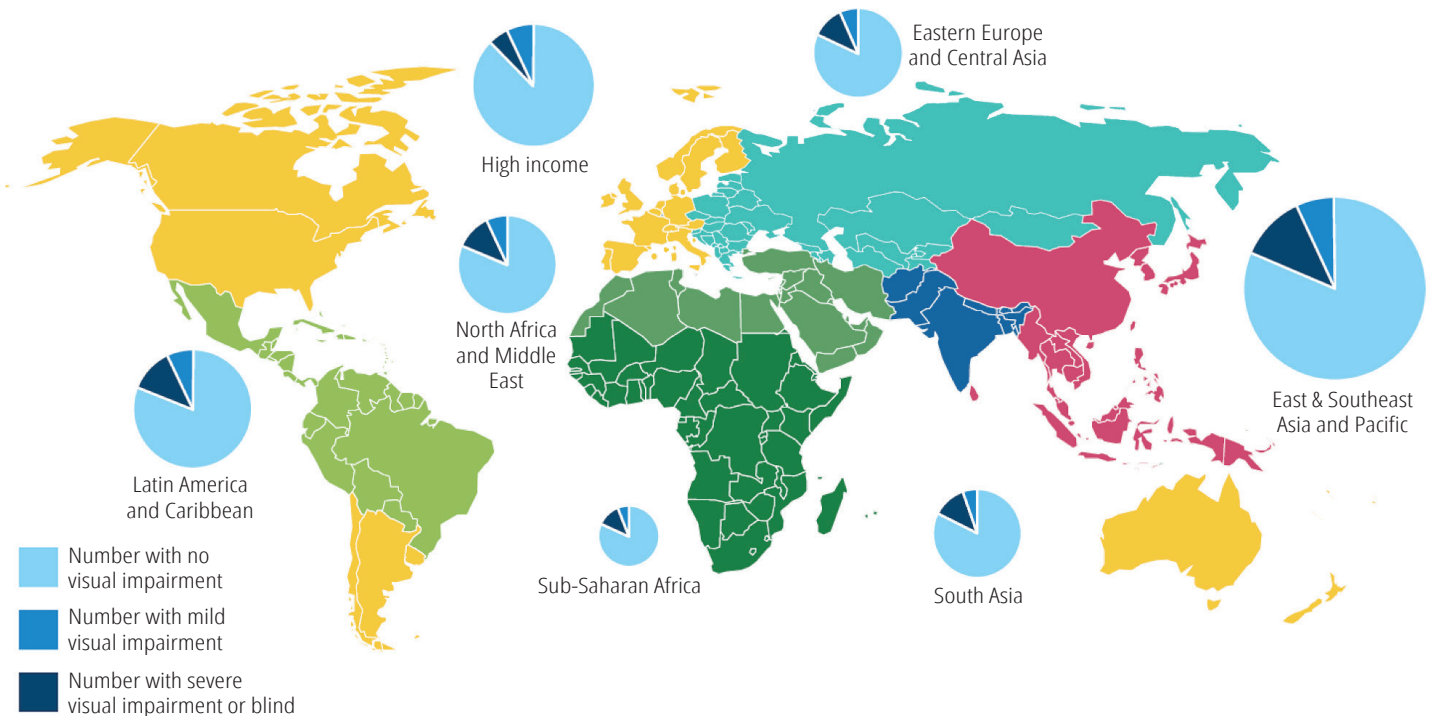 Eastern Europe
and Central Asia
High income
North Africa
and Middle
East
East & Southeast
Asia and Pacific
Latin America
and Caribbean
Sub-Saharan Africa
South Asia
Number with no
visual impairment
Number with mild
visual impairment
Number with severe
visual impairment or blind